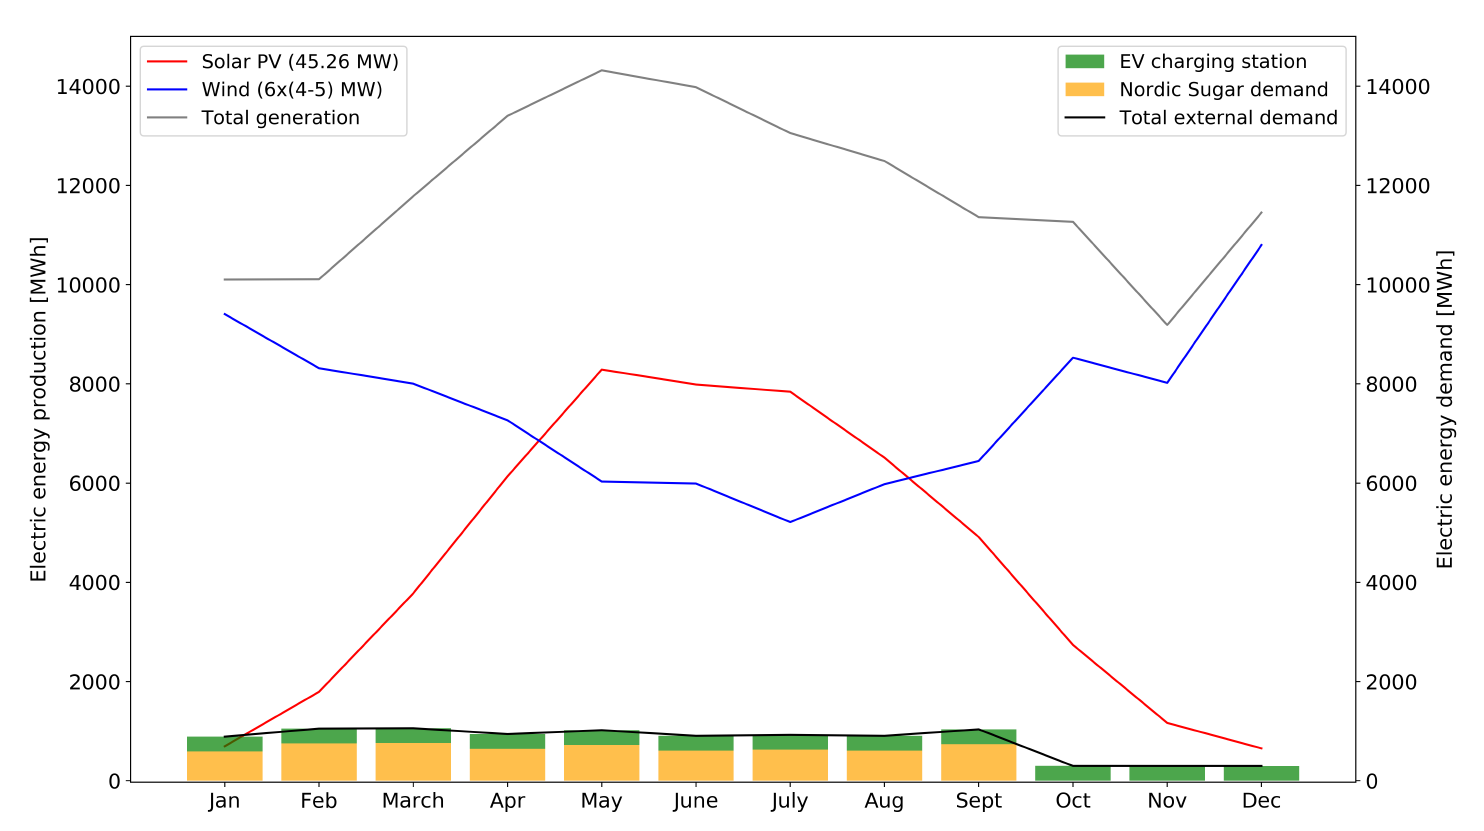 Solar PV (45.26 MW)
Wind (6x(4-5) MW)
Total generation
EV charging station
Nordic Sugar demand
Total external demand
Electric energy production [MWh]
14000
12000
10000
8000
6000
4000
2000
0
14000
12000
10000
8000
6000
4000
2000
0
Electric energy demand [MWh]
Jan Feb March Apr May June July Aug Sept Oct Nov Dec